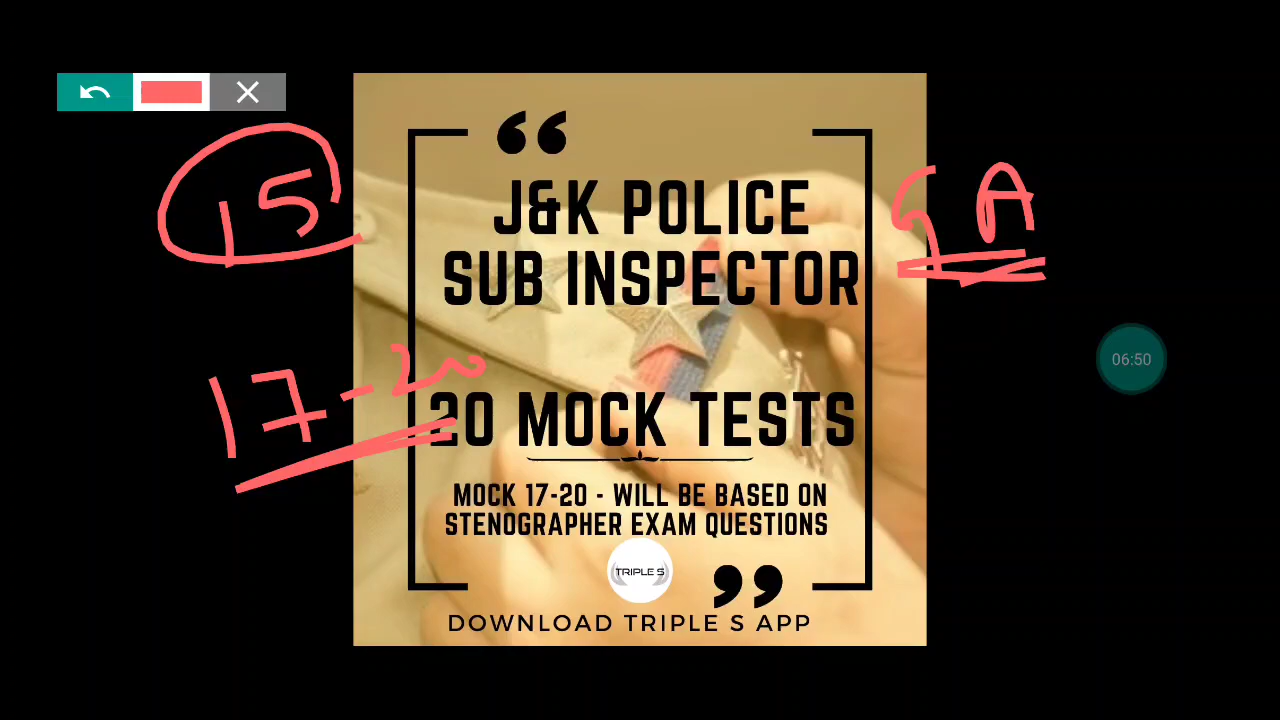 15
GA
J&K POLICE
SUB INSPECTOR
06:50
17-20
20 MOCK TESTS
MOCK 17-20 - WILL BE BASED ON
STENOGRAPHER EXAM QUESTIONS
TRIPLE S
DOWNLOAD TRIPLE S APP